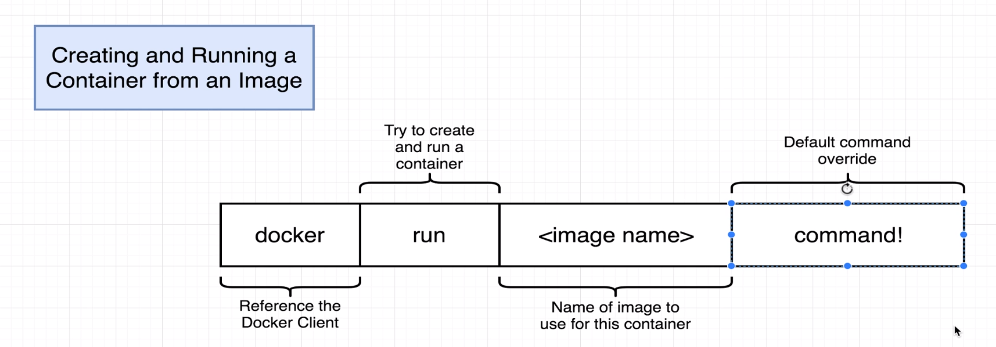 Creating and Running a
Container from an Image
Try to create
and run a
container
Default command
override
docker
run
<image name>
command!
Reference the
Docker Client
Name of image to
use for this container